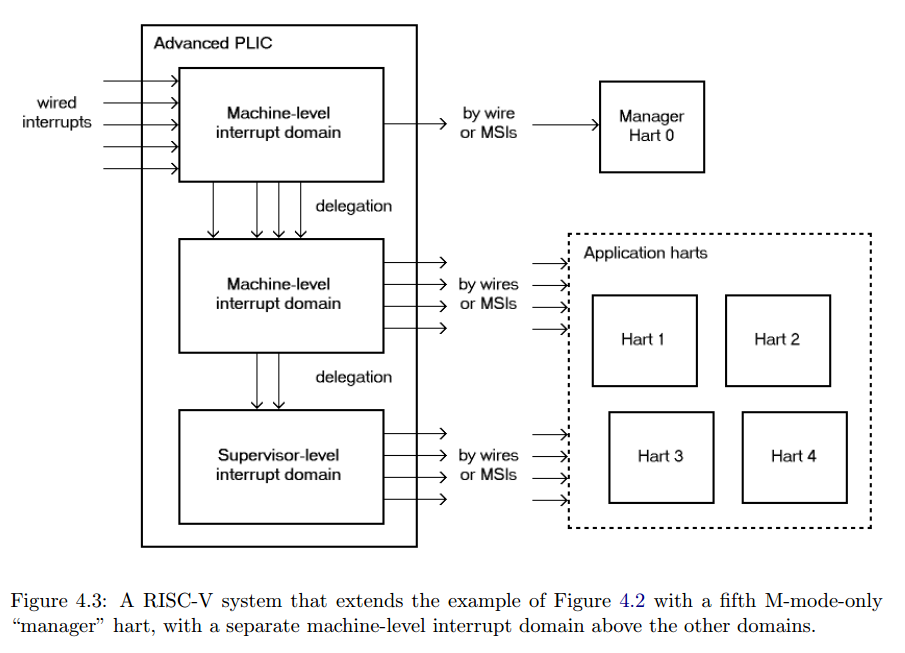 Advanced PLIC
wired
interrupts
Machine-level
interrupt domain
by wire
or MSIs
Manager
Hart 0
delegation
Machine-level
interrupt domain
by wires
or MSIs
Application harts
Hart 1
Hart 2
delegation
Supervisor-level
interrupt domain
by wires
or MSIs
Hart 3
Hart 4
Figure 4.3: A RISC-V system that extends the example of Figure 4.2 with a fifth M-mode-only
“manager” hart, with a separate machine-level interrupt domain above the other domains.